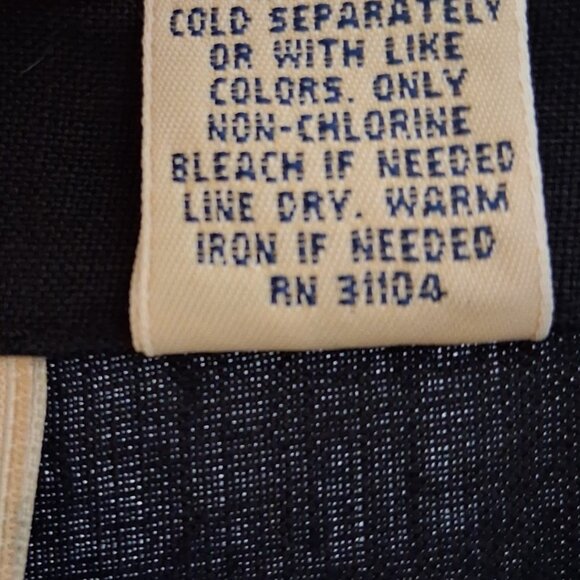 COLD SEPARATELY
OR WITH LIKE
COLORS. ONLY
NON-CHLORINE
BLEACH IF NEEDED
LINE DRY. WARM
IRON IF NEEDED
RN 31104